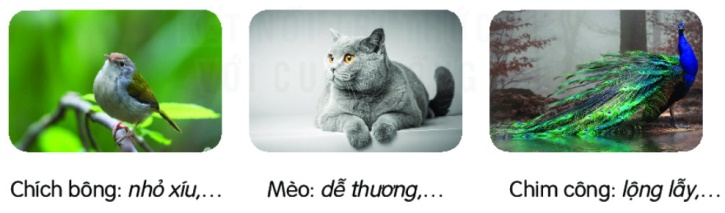 Chích bông: nhỏ xíu,...
Mèo: dễ thương,...
Chim công: lộng lẫy,...